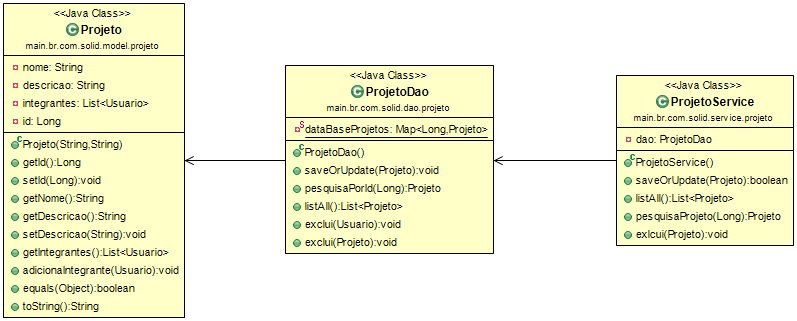 <<Java Class>>
Projeto
main.br.com.solid.model.projeto
nome: String
descricao: String
integrantes: List<Usuario>
id: Long
Projeto(String,String)
getId():Long
setId(Long):void
getNome():String
getDescricao():String
setDescricao(String):void
getIntegrantes():List<Usuario>
adicionaIntegrante(Usuario):void
equals(Object):boolean
toString():String
<<Java Class>>
ProjetoDao
main.br.com.solid.dao.projeto
dataBaseProjetos: Map<Long,Projeto>
ProjetoDao()
saveOrUpdate(Projeto):void
pesquisaPorId(Long):Projeto
listAll():List<Projeto>
exclui(Usuario):void
exclui(Projeto):void
<<Java Class>>
ProjetoService
main.br.com.solid.service.projeto
dao: ProjetoDao
ProjetoService()
saveOrUpdate(Projeto):boolean
listAll():List<Projeto>
pesquisaProjeto(Long):Projeto
exlcui(Projeto):void